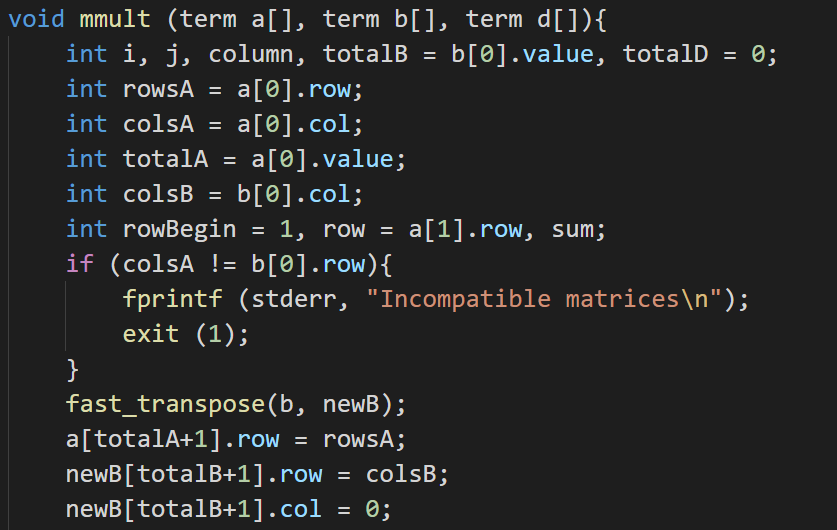 void mmult (term a[], term b[], term d[]){
    int i, j, column, totalB = b[0].value, totalD = 0;
    int rowsA = a[0].row;
    int colsA = a[0].col;
    int totalA = a[0].value;
    int colsB = b[0].col;
    int rowBegin = 1, row = a[1].row, sum;
    if (colsA != b[0].row){
        fprintf (stderr, "Incompatible matrices\n");
        exit (1);
    }
    fast_transpose(b, newB);
    a[totalA+1].row = rowsA;
    newB[totalB+1].row = colsB;
    newB[totalB+1].col = 0;